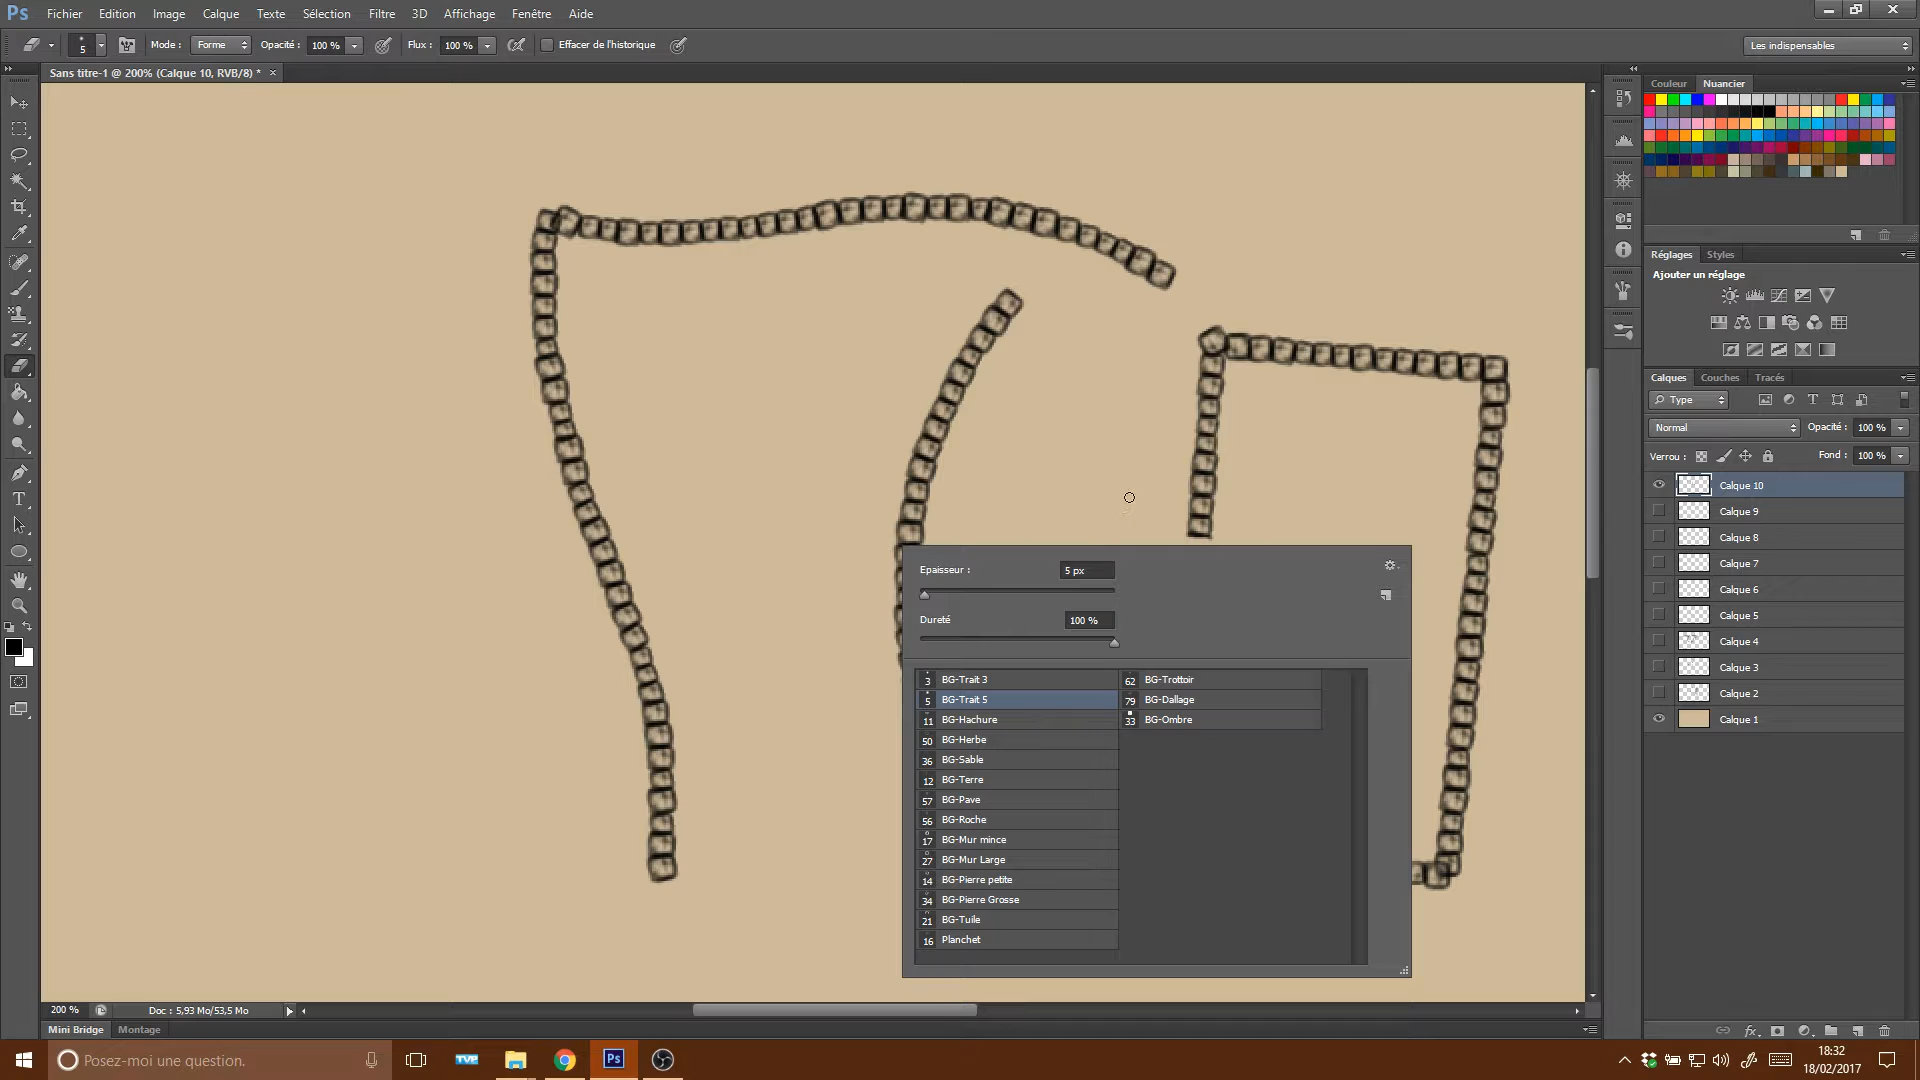 Ps Fichier Edition Image Calque Texte Sélection Filtre 3D Affichage Fenêtre Aide
5 Mode : Forme Opacité : 100 % Flux : 100 % Effacer de l'historique Les indispensables
Sans titre-1 @ 200% (Calque 10, RVB/8) * ×
Couleur Nuancier
Réglages Styles
Ajouter un réglage
Calques Couches Tracés
Type
Normal Opacité : 100 %
Verrou : Fond : 100 %
Calque 10
Calque 9
Calque 8
Calque 7
Calque 6
Calque 5
Calque 4
Calque 3
Calque 2
Calque 1
Epaisseur : 5 px
Dureté 100 %
3 BG-Trait 3
5 BG-Trait 5
11 BG-Hachure
50 BG-Herbe
36 BG-Sable
12 BG-Terre
57 BG-Pave
56 BG-Roche
17 BG-Mur mince
27 BG-Mur Large
14 BG-Pierre petite
34 BG-Pierre Grosse
21 BG-Tuile
16 Planchet
62 BG-Trottoir
79 BG-Dallage
33 BG-Ombre
200 % Doc : 5,93 Mo/53,5 Mo
Mini Bridge Montage
Posez-moi une question. TVP Ps
18:32
18/02/2017